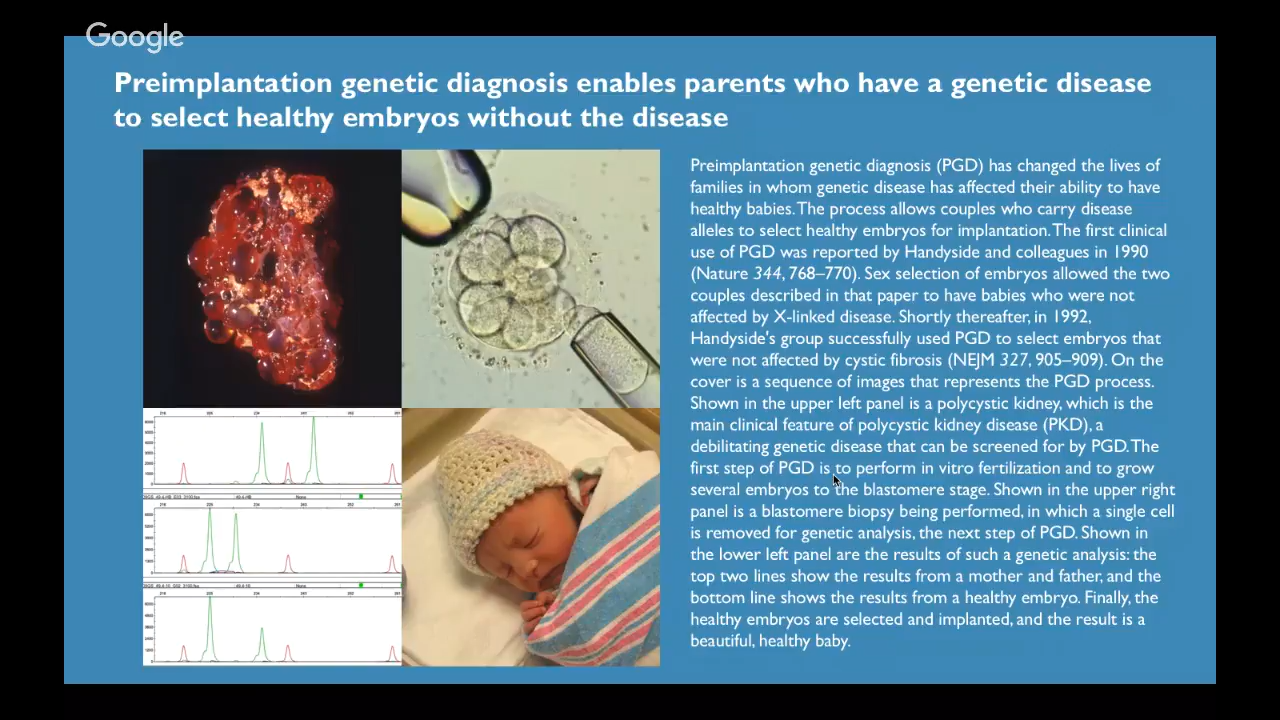 Google
Preimplantation genetic diagnosis enables parents who have a genetic disease
to select healthy embryos without the disease
Preimplantation genetic diagnosis (PGD) has changed the lives of
families in whom genetic disease has affected their ability to have
healthy babies. The process allows couples who carry disease
alleles to select healthy embryos for implantation. The first clinical
use of PGD was reported by Handyside and colleagues in 1990
(Nature 344, 768–770). Sex selection of embryos allowed the two
couples described in that paper to have babies who were not
affected by X-linked disease. Shortly thereafter, in 1992,
Handyside's group successfully used PGD to select embryos that
were not affected by cystic fibrosis (NEJM 327, 905–909). On the
cover is a sequence of images that represents the PGD process.
Shown in the upper left panel is a polycystic kidney, which is the
main clinical feature of polycystic kidney disease (PKD), a
debilitating genetic disease that can be screened for by PGD. The
first step of PGD is to perform in vitro fertilization and to grow
several embryos to the blastomere stage. Shown in the upper right
panel is a blastomere biopsy being performed, in which a single cell
is removed for genetic analysis, the next step of PGD. Shown in
the lower left panel are the results of such a genetic analysis: the
top two lines show the results from a mother and father, and the
bottom line shows the results from a healthy embryo. Finally, the
healthy embryos are selected and implanted, and the result is a
beautiful, healthy baby.